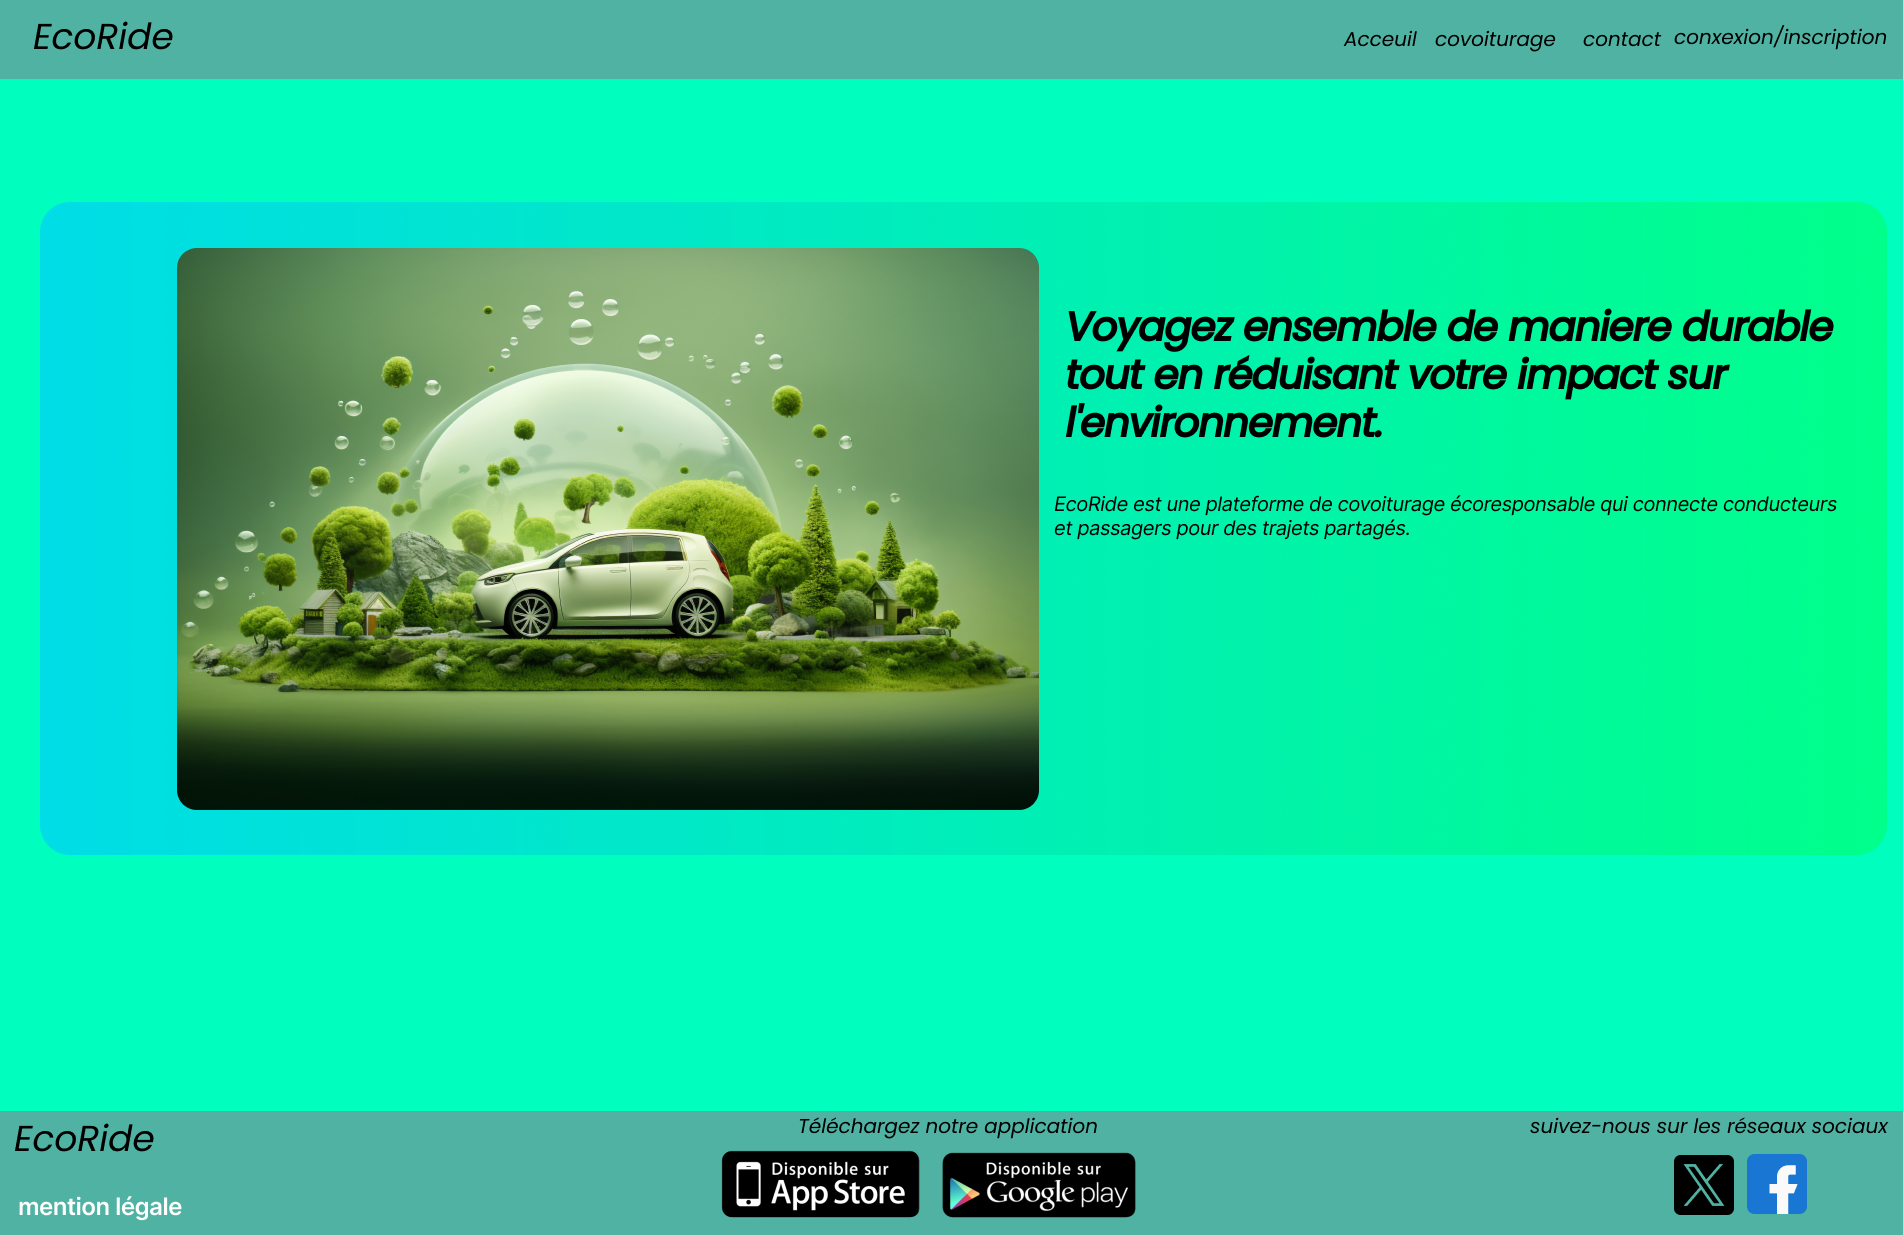 EcoRide
Acceuil covoiturage contact conxexion/inscription
Voyagez ensemble de maniere durable
tout en réduisant votre impact sur
l'environnement.
EcoRide est une plateforme de covoiturage écoresponsable qui connecte conducteurs
et passagers pour des trajets partagés.
EcoRide
mention légale
Téléchargez notre application
Disponible sur
App Store
Disponible sur
Google play
suivez-nous sur les réseaux sociaux